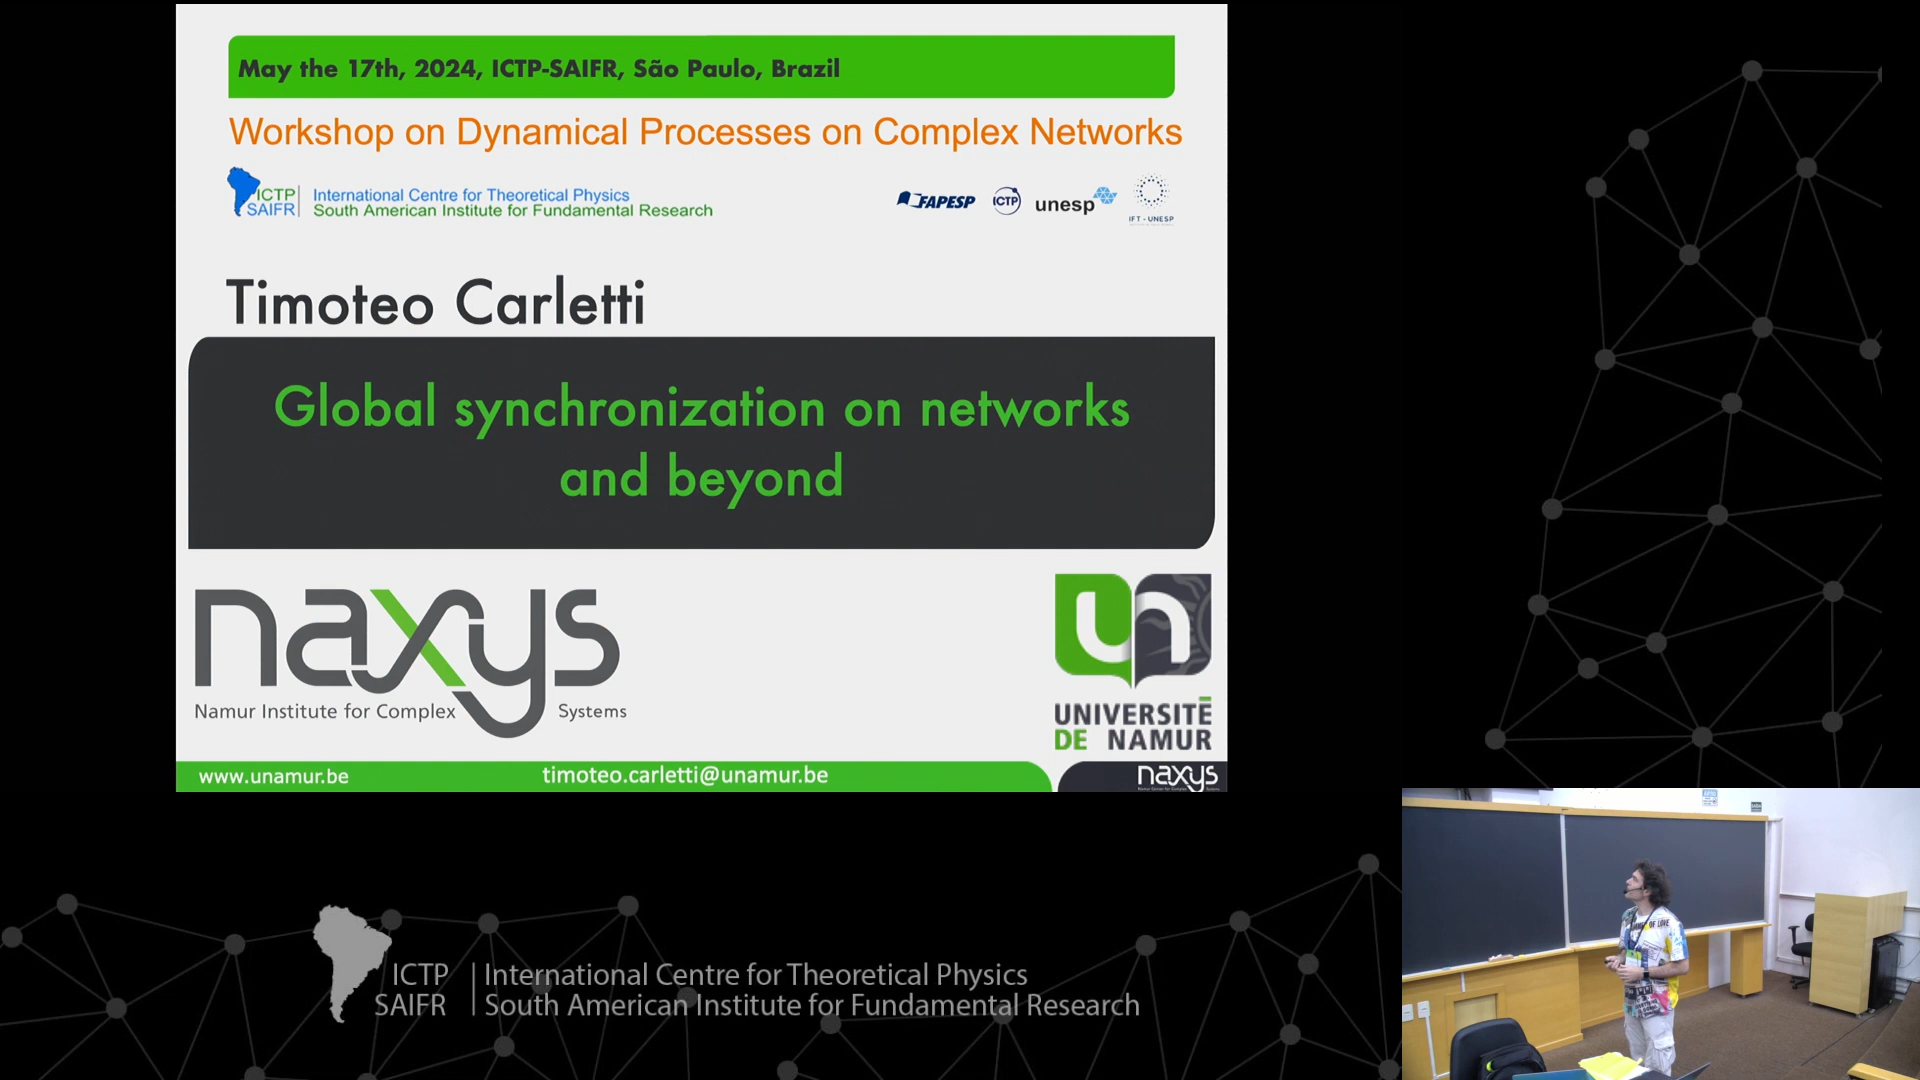 May the 17th, 2024, ICTP-SAIFR, São Paulo, Brazil
Workshop on Dynamical Processes on Complex Networks
ICTP
SAIFR
International Centre for Theoretical Physics
South American Institute for Fundamental Research
FAPESP
ICTP
unesp
IFT - UNESP
Timoteo Carletti
Global synchronization on networks
and beyond
naxys
Namur Institute for Complex Systems
un
UNIVERSITÉ
DE NAMUR
www.unamur.be
timoteo.carletti@unamur.be
naxys
OF LOVE
ICTP
SAIFR
International Centre for Theoretical Physics
South American Institute for Fundamental Research